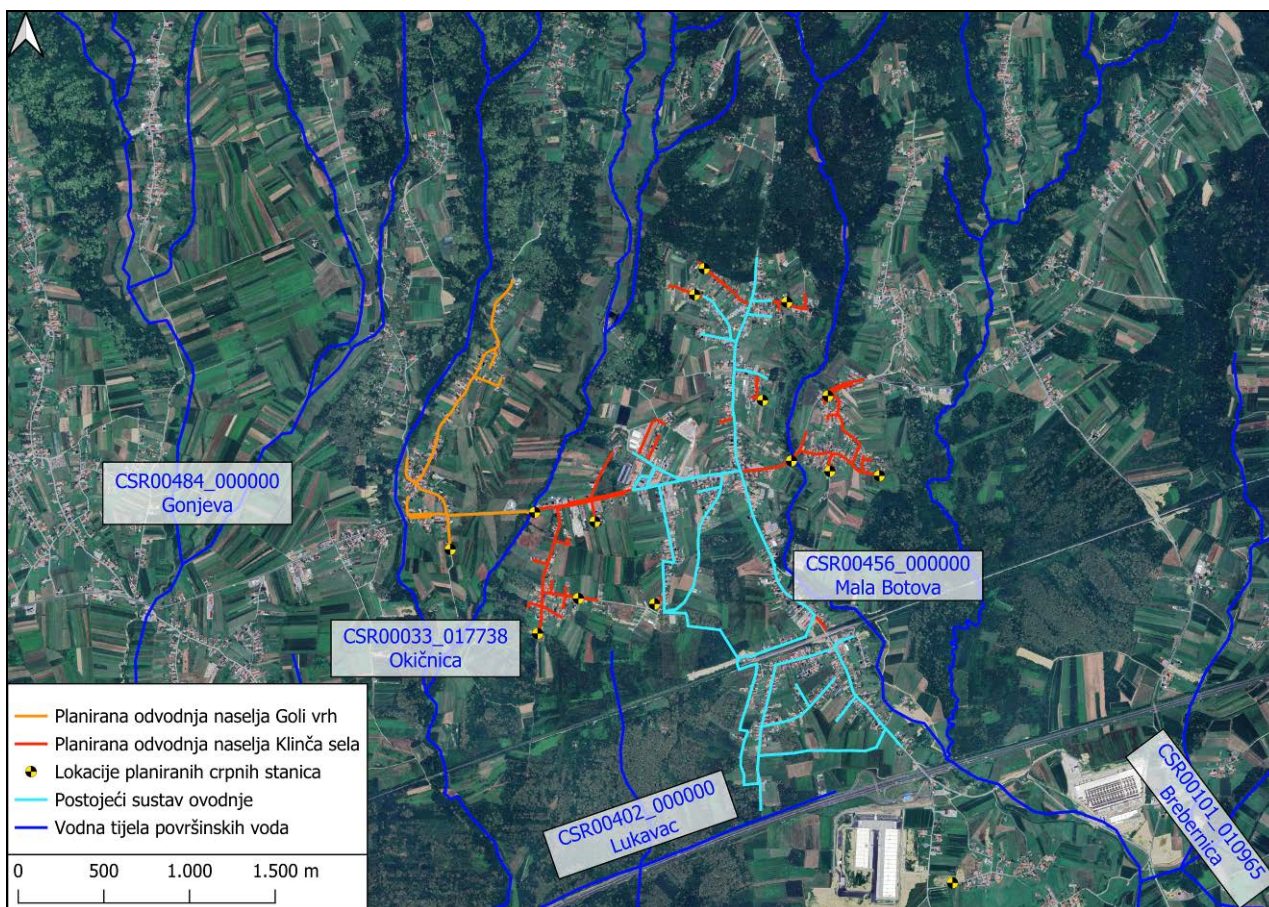 CSR00484_000000
Gonjeva
CSR00456_000000
Mala Botova
CSR00033_017738
Okičnica
CSR00402_000000
Lukavac
CSR00101_010965
Brebernica
Planirana odvodnja naselja Goli vrh
Planirana odvodnja naselja Klinča sela
Lokacije planiranih crpnih stanica
Postojeći sustav ovodnje
Vodna tijela površinskih voda
0 500 1.000 1.500 m